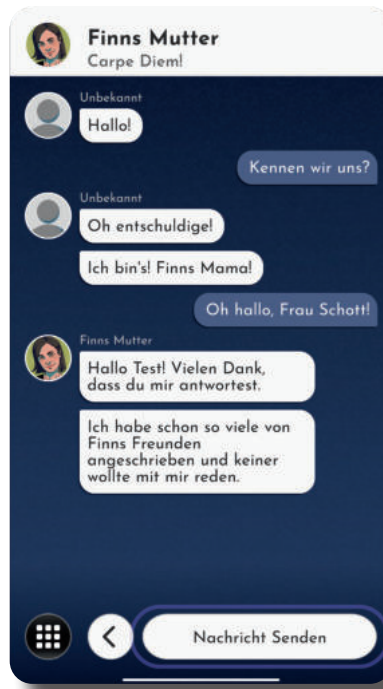 Finns Mutter
Carpe Diem!
Unbekannt
Hallo!
Kennen wir uns?
Unbekannt
Oh entschuldige!
Ich bin's! Finns Mama!
Oh hallo, Frau Schott!
Finns Mutter
Hallo Test! Vielen Dank,
dass du mir antwortest.
Ich habe schon so viele von
Finns Freunden
angeschrieben und keiner
wollte mit mir reden.
Nachricht Senden